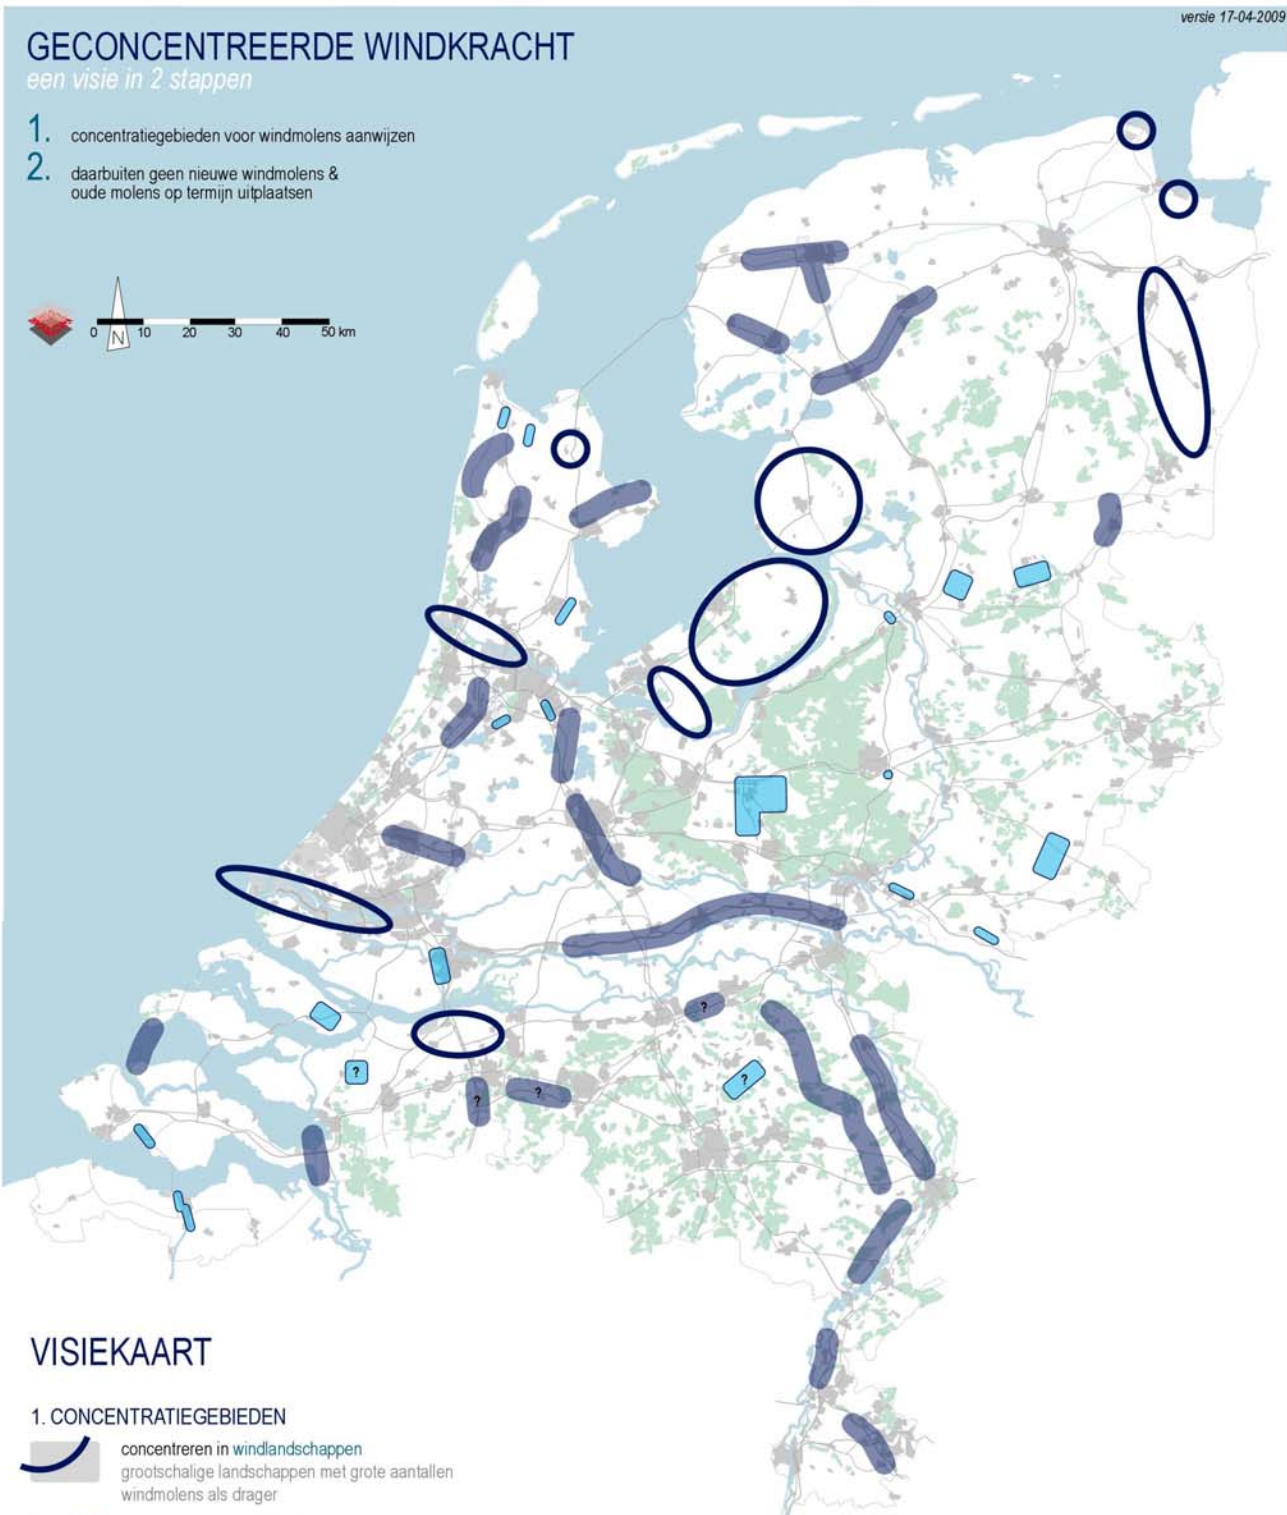 versie 17-04-2009
GECONCENTREERDE WINDKRACHT
een visie in 2 stappen
1. concentratiegebieden voor windmolens aanwijzen
2. daarbuiten geen nieuwe windmolens &
oude molens op termijn uitplaatsen
0 10 20 30 40 50 km
N
?
?
?
?
?
VISIEKAART
1. CONCENTRATIEGEBIEDEN
concentreren in windlandschappen
grootschalige landschappen met grote aantallen
windmolens als drager